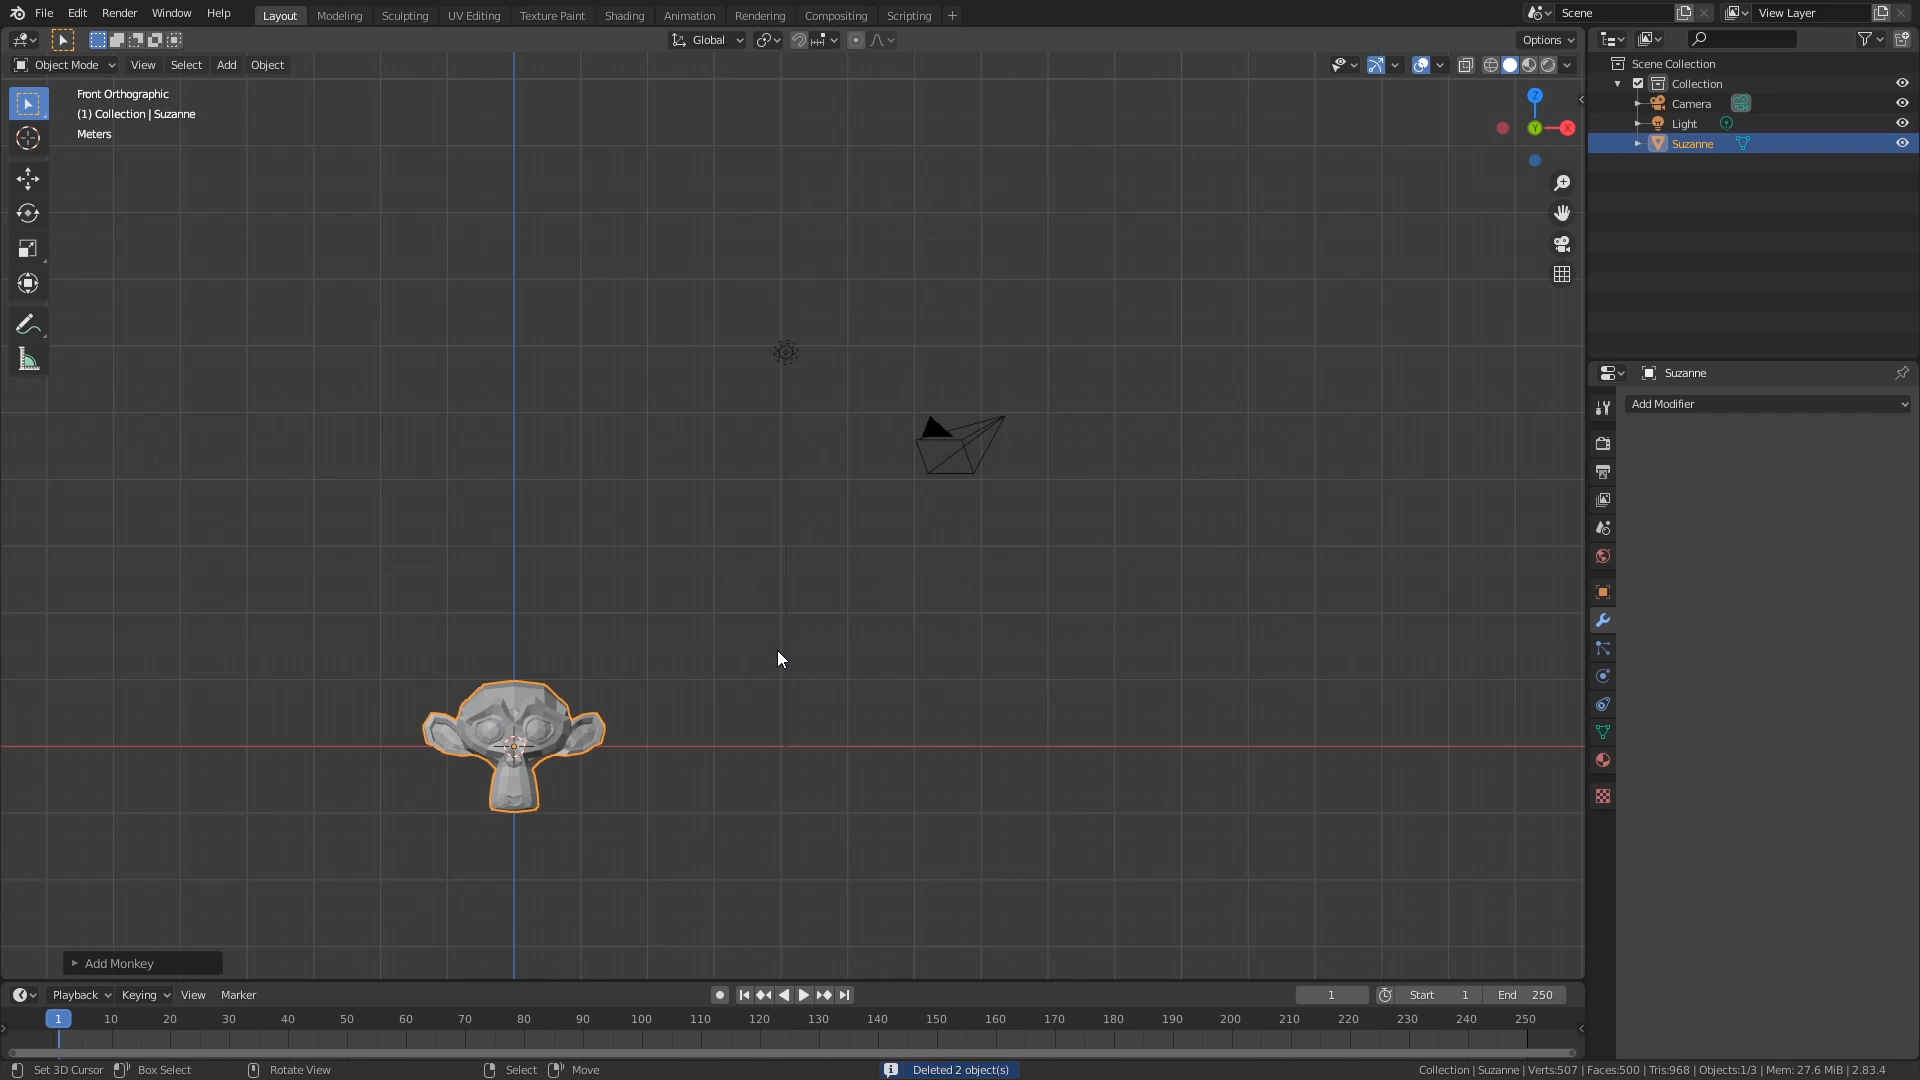 File Edit Render Window Help Layout Modeling Sculpting UV Editing Texture Paint Shading Animation Rendering Compositing Scripting + Scene View Layer
Global Options
Object Mode View Select Add Object
Front Orthographic
(1) Collection | Suzanne
Meters
Z
Y X
Scene Collection
Collection
Camera
Light
Suzanne
Suzanne
Add Modifier
Add Monkey
Playback Keying View Marker 1 Start 1 End 250
1 10 20 30 40 50 60 70 80 90 100 110 120 130 140 150 160 170 180 190 200 210 220 230 240 250
Set 3D Cursor Box Select Rotate View Select Move Deleted 2 object(s) Collection | Suzanne | Verts:507 | Faces:500 | Tris:968 | Objects:1/3 | Mem: 27.6 MiB | 2.83.4